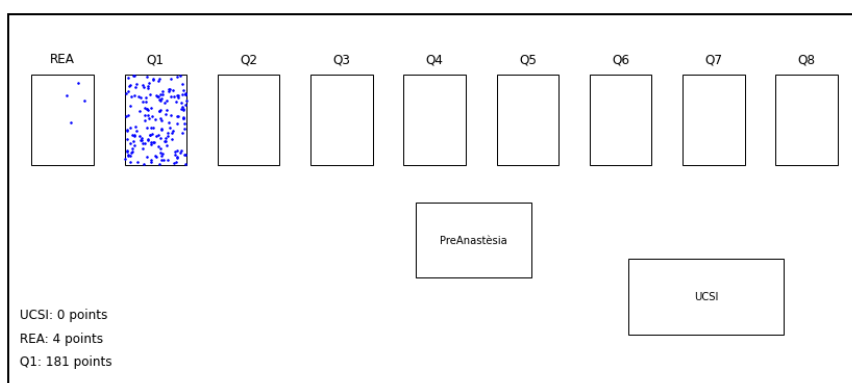 REA Q1 Q2 Q3 Q4 Q5 Q6 Q7 Q8
PreAnastèsia
UCSI
UCSI: 0 points
REA: 4 points
Q1: 181 points